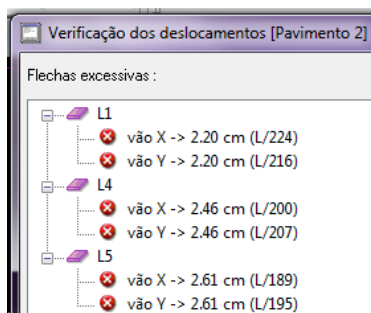 Verificação dos deslocamentos [Pavimento 2]
Flechas excessivas :
L1
vão X -> 2.20 cm (L/224)
vão Y -> 2.20 cm (L/216)
L4
vão X -> 2.46 cm (L/200)
vão Y -> 2.46 cm (L/207)
L5
vão X -> 2.61 cm (L/189)
vão Y -> 2.61 cm (L/195)